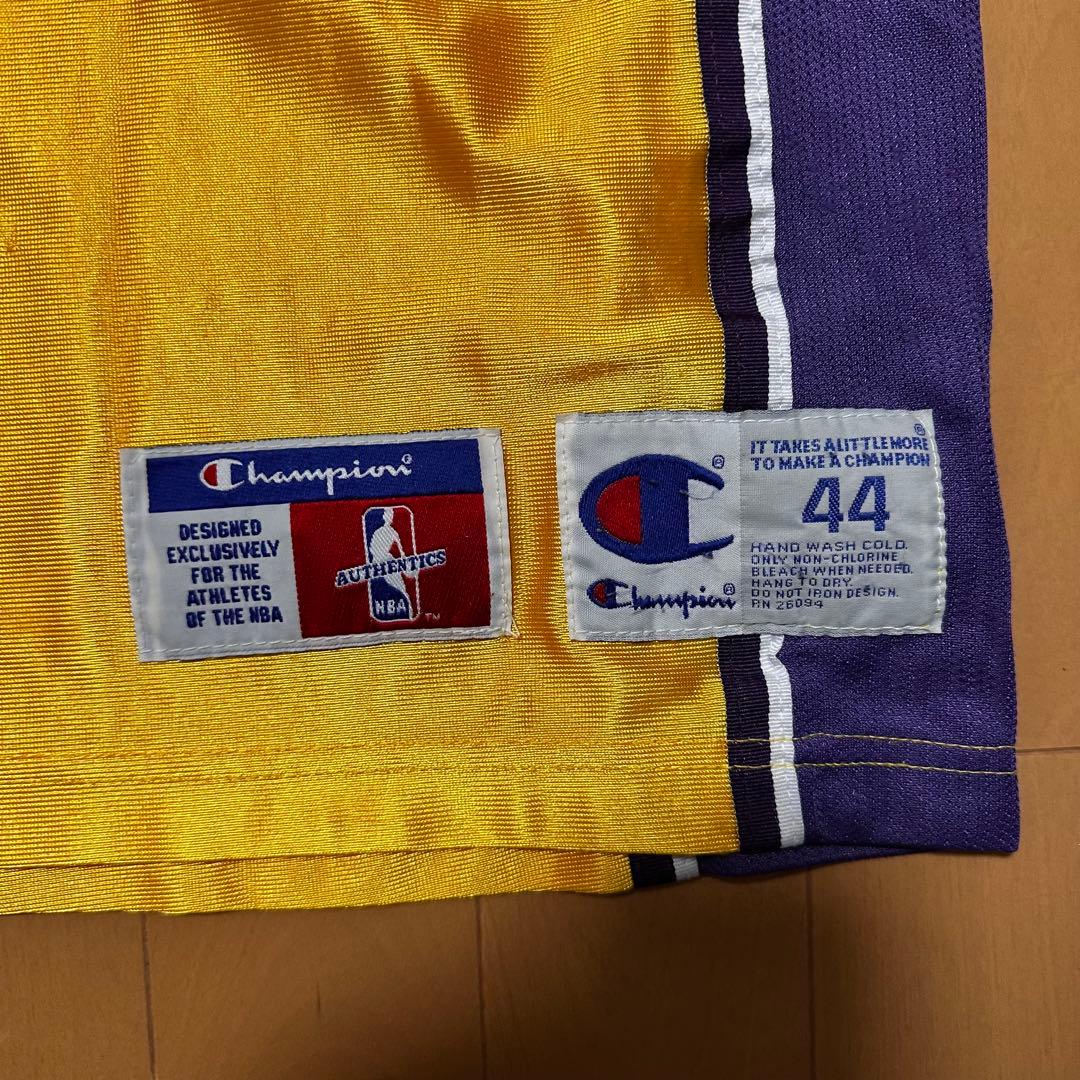 Champion®
DESIGNED
EXCLUSIVELY
FOR THE
ATHLETES
OF THE NBA
AUTHENTICS
NBA
™
®
Champion®
IT TAKES A LITTLE MORE®
TO MAKE A CHAMPION
44
HAND WASH COLD.
ONLY NON-CHLORINE
BLEACH WHEN NEEDED.
HANG TO DRY.
DO NOT IRON DESIGN.
RN 26094